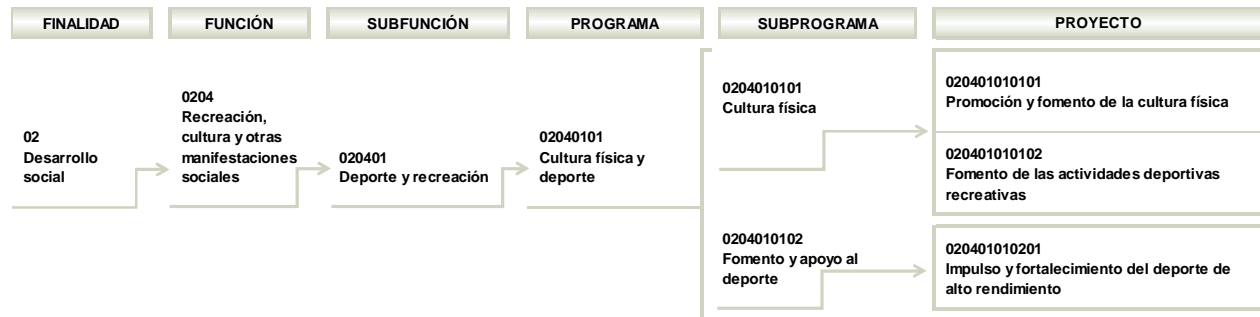 FINALIDAD
FUNCIÓN
SUBFUNCIÓN
PROGRAMA
SUBPROGRAMA
PROYECTO
02
Desarrollo
social
0204
Recreación,
cultura y otras
manifestaciones
sociales
020401
Deporte y recreación
02040101
Cultura física y
deporte
0204010101
Cultura física
020401010101
Promoción y fomento de la cultura física
020401010102
Fomento de las actividades deportivas
recreativas
0204010102
Fomento y apoyo al
deporte
020401010201
Impulso y fortalecimiento del deporte de
alto rendimiento